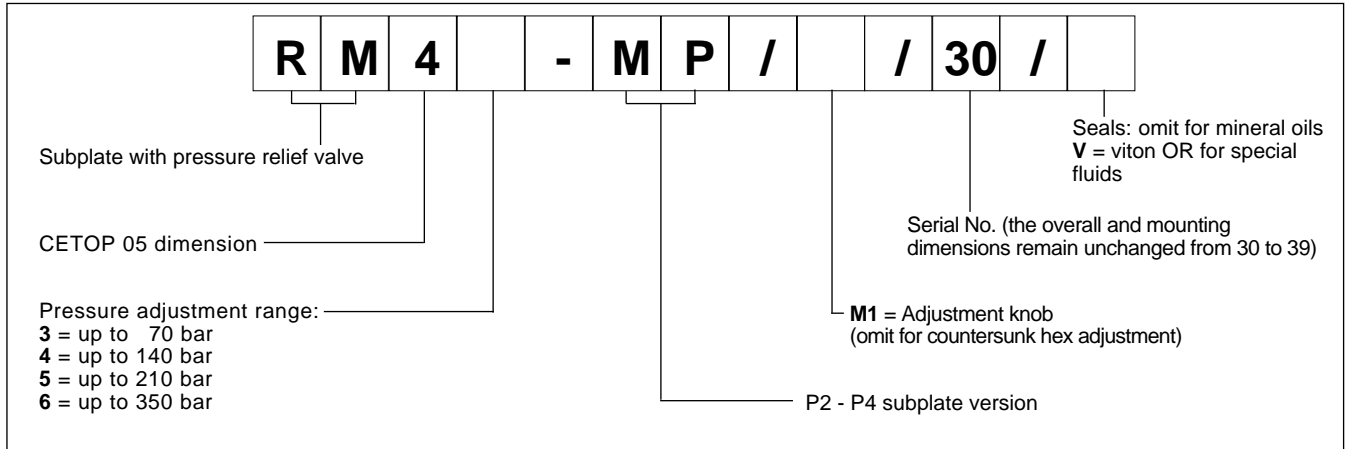 R M 4 - M P / / 30 /
Subplate with pressure relief valve
CETOP 05 dimension
Pressure adjustment range:
3 = up to 70 bar
4 = up to 140 bar
5 = up to 210 bar
6 = up to 350 bar
Seals: omit for mineral oils
V = viton OR for special
fluids
Serial No. (the overall and mounting
dimensions remain unchanged from 30 to 39)
M1 = Adjustment knob
(omit for countersunk hex adjustment)
P2 - P4 subplate version